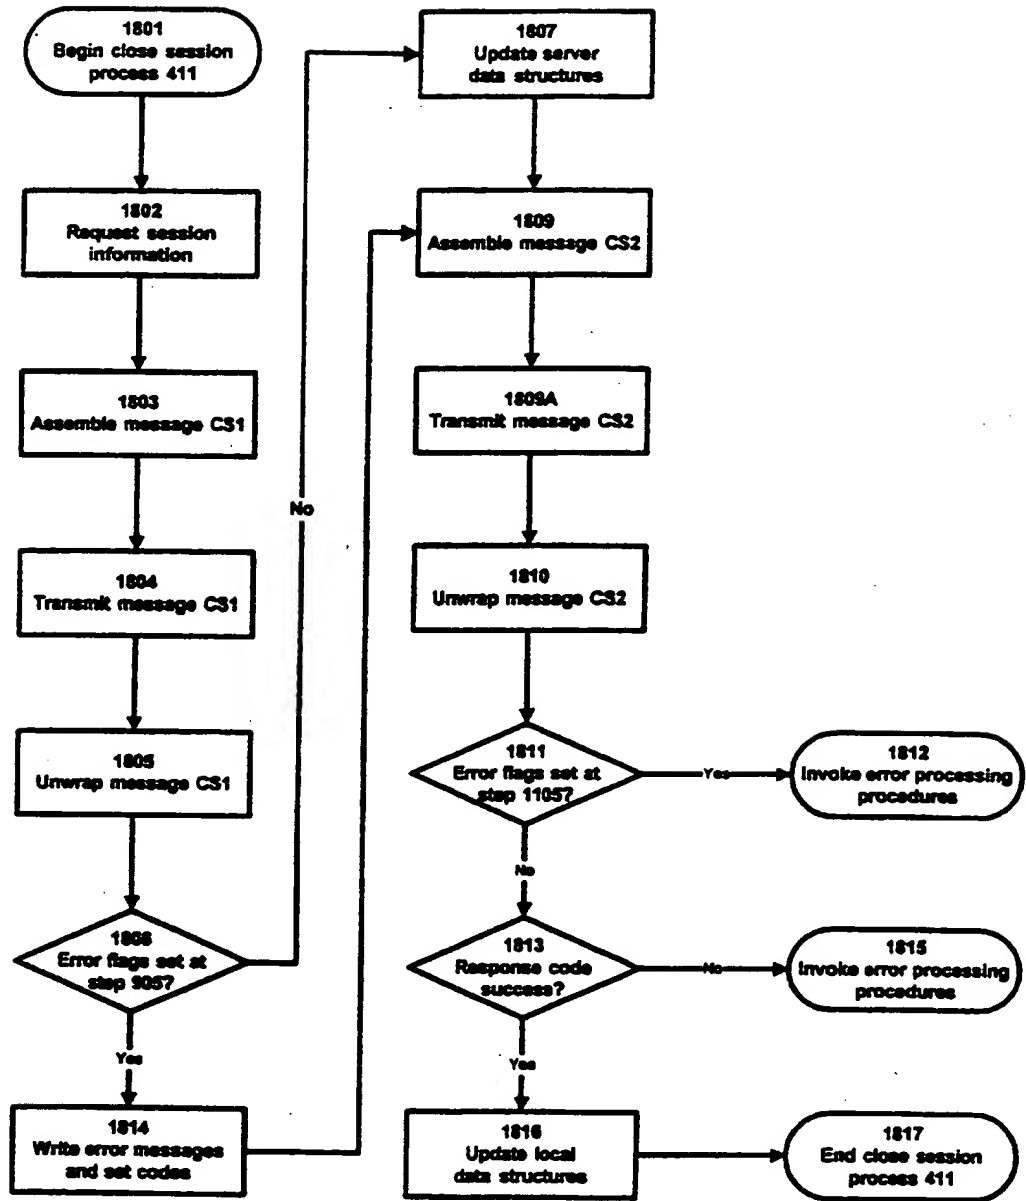 1801
Begin close session
process 411
1802
Request session
information
1803
Assemble message CS1
1804
Transmit message CS1
1805
Unwrap message CS1
1806
Error flags set at
step 905?
No
Yes
1814
Write error messages
and set codes
1807
Update server
data structures
1809
Assemble message CS2
1809A
Transmit message CS2
1810
Unwrap message CS2
1811
Error flags set at
step 1105?
Yes
1812
Invoke error processing
procedures
No
1813
Response code
success?
No
1815
Invoke error processing
procedures
Yes
1816
Update local
data structures
1817
End close session
process 411